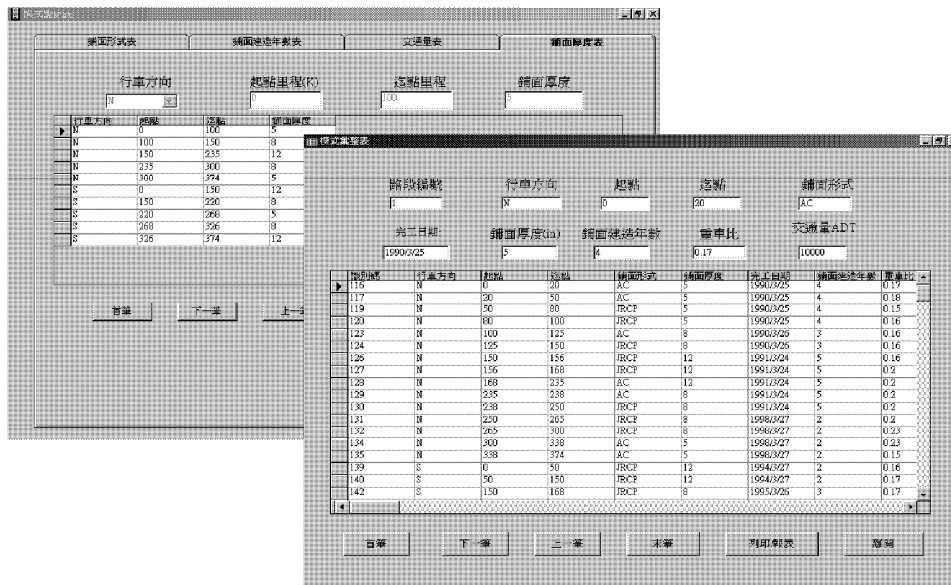 鋪面形式表 鋪面建造年數表 交通量表 鋪面厚度表
行車方向 起點里程(K) 迄點里程 鋪面厚度
N 0 100 5
行車方向 起點 迄點 鋪面厚度
N 0 100 5
N 100 150 8
N 150 235 12
N 235 300 8
N 300 374 5
S 0 150 12
S 150 220 8
S 220 268 5
S 268 326 8
S 326 374 12
首筆 下一筆 上一筆
模式彙整表
路段編數 行車方向 起點 迄點 鋪面形式
1 N 0 20 AC
完工日期 鋪面厚度(in) 鋪面建造年數 重車比 交通量ADT
1990/3/25 5 4 0.17 10000
識別碼 行車方向 起點 迄點 鋪面形式 鋪面厚度 完工日期 鋪面建造年數 重車比
116 N 0 20 AC 5 1990/3/25 4 0.17
117 N 20 50 AC 5 1990/3/25 4 0.18
119 N 50 80 JRCP 5 1990/3/25 4 0.15
120 N 80 100 JRCP 5 1990/3/25 4 0.16
123 N 100 125 AC 8 1990/3/26 3 0.16
124 N 125 150 JRCP 8 1990/3/26 3 0.16
126 N 150 156 JRCP 12 1991/3/24 5 0.16
127 N 156 168 JRCP 12 1991/3/24 5 0.2
128 N 168 235 AC 12 1991/3/24 5 0.2
129 N 235 238 AC 8 1991/3/24 5 0.2
130 N 238 250 JRCP 8 1991/3/24 5 0.2
131 N 250 265 JRCP 8 1998/3/27 2 0.2
132 N 265 300 JRCP 8 1998/3/27 2 0.23
134 N 300 338 AC 5 1998/3/27 2 0.23
135 N 338 374 AC 5 1998/3/27 2 0.15
139 S 0 50 JRCP 12 1994/3/27 2 0.16
140 S 50 150 JRCP 12 1994/3/27 2 0.17
142 S 150 168 JRCP 8 1995/3/26 3 0.17
首筆 下一筆 上一筆 末筆 列印報表 離開